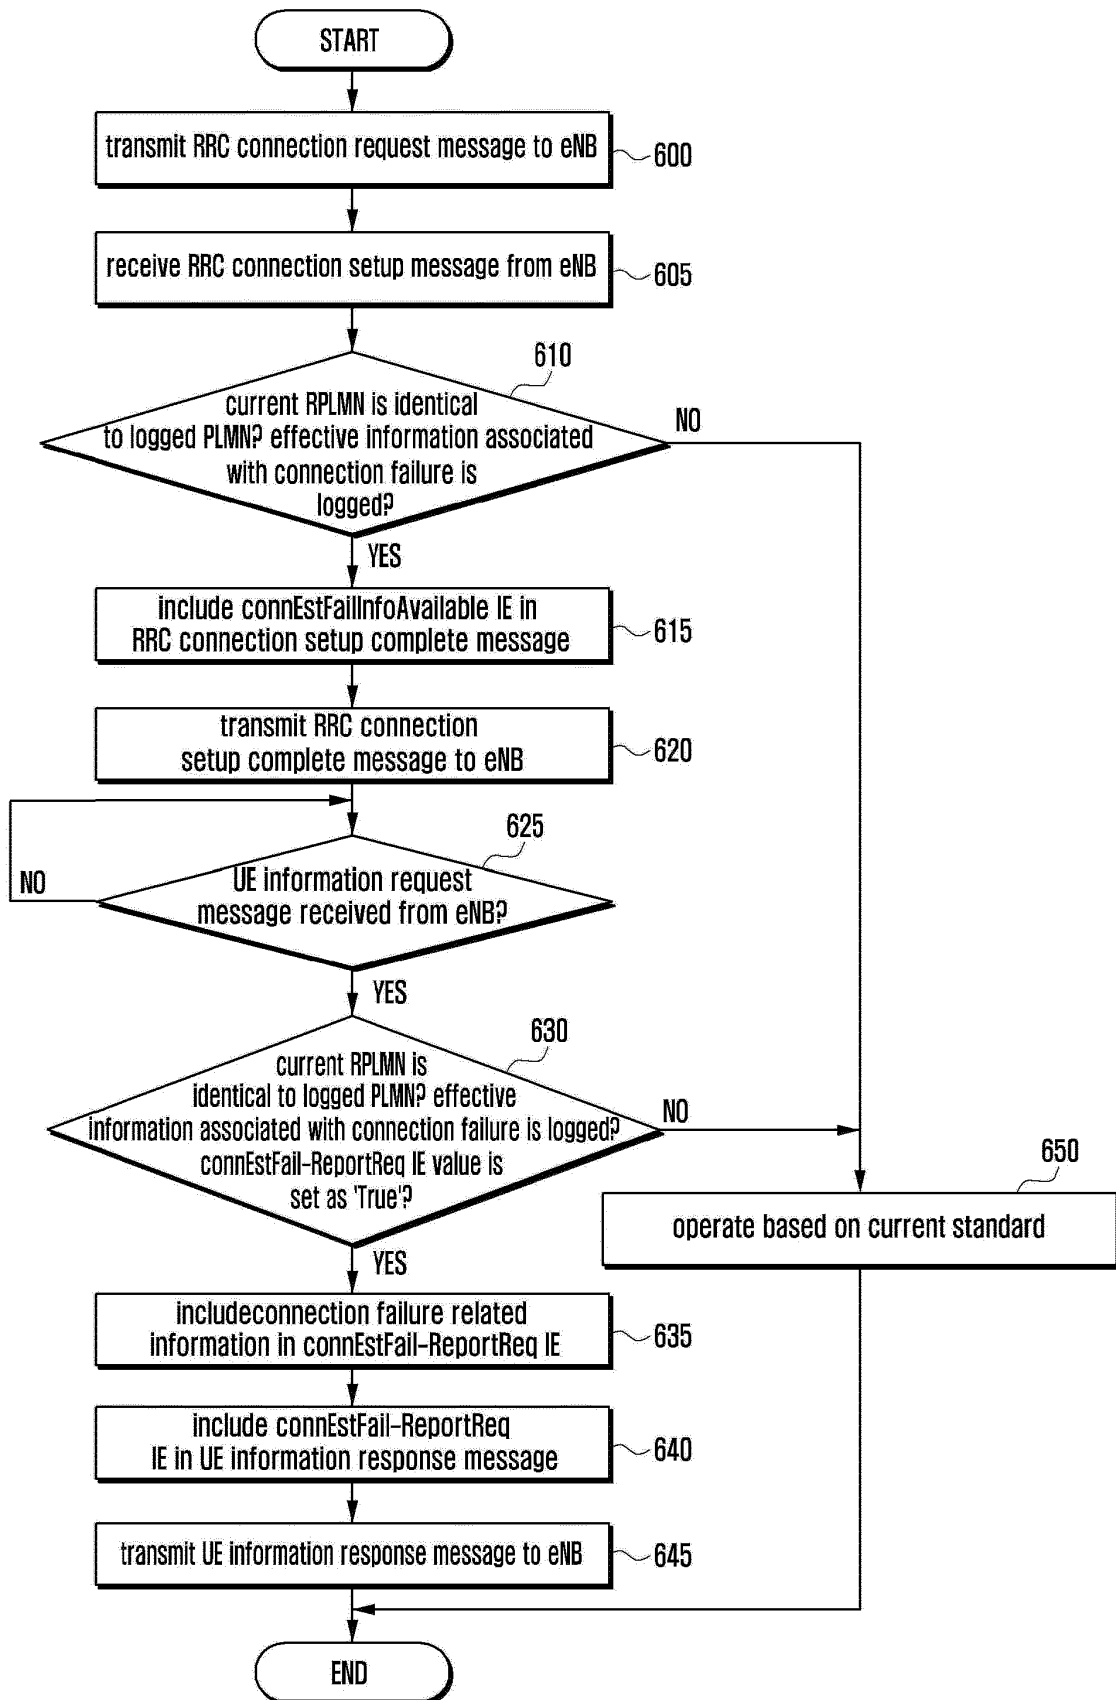 START
transmit RRC connection request message to eNB
600
receive RRC connection setup message from eNB
605
610
current RPLMN is identical
to logged PLMN? effective information associated
with connection failure is
logged?
NO
YES
include connEstFailInfoAvailable IE in
RRC connection setup complete message
615
transmit RRC connection
setup complete message to eNB
620
625
UE information request
message received from eNB?
NO
YES
630
current RPLMN is
identical to logged PLMN? effective
information associated with connection failure is logged?
connEstFail-ReportReq IE value is
set as 'True'?
NO
650
operate based on current standard
YES
includeconnection failure related
information in connEstFail-ReportReq IE
635
include connEstFail-ReportReq
IE in UE information response message
640
transmit UE information response message to eNB
645
END